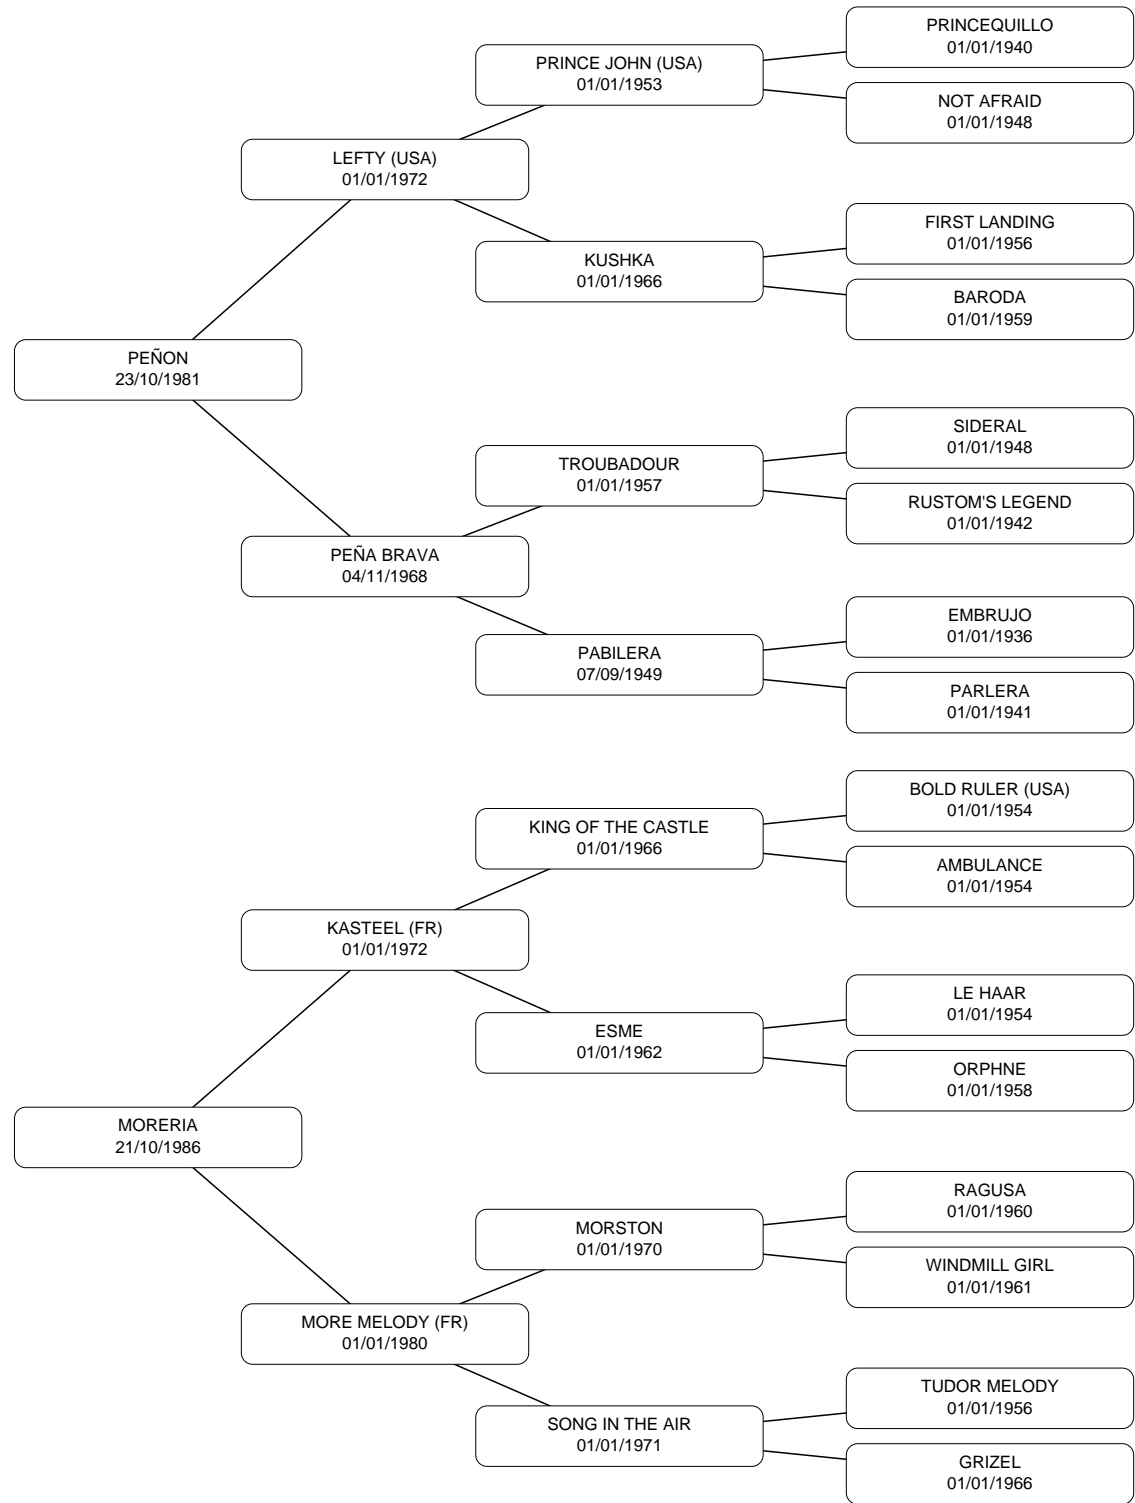 PRINCEQUILLO
01/01/1940
PRINCE JOHN (USA)
01/01/1953
NOT AFRAID
01/01/1948
LEFTY (USA)
01/01/1972
FIRST LANDING
01/01/1956
KUSHKA
01/01/1966
BARODA
01/01/1959
PEÑON
23/10/1981
SIDERAL
01/01/1948
TROUBADOUR
01/01/1957
RUSTOM'S LEGEND
01/01/1942
PEÑA BRAVA
04/11/1968
EMBRUJO
01/01/1936
PABILERA
07/09/1949
PARLERA
01/01/1941
BOLD RULER (USA)
01/01/1954
KING OF THE CASTLE
01/01/1966
AMBULANCE
01/01/1954
KASTEEL (FR)
01/01/1972
LE HAAR
01/01/1954
ESME
01/01/1962
ORPHNE
01/01/1958
MORERIA
21/10/1986
RAGUSA
01/01/1960
MORSTON
01/01/1970
WINDMILL GIRL
01/01/1961
MORE MELODY (FR)
01/01/1980
TUDOR MELODY
01/01/1956
SONG IN THE AIR
01/01/1971
GRIZEL
01/01/1966